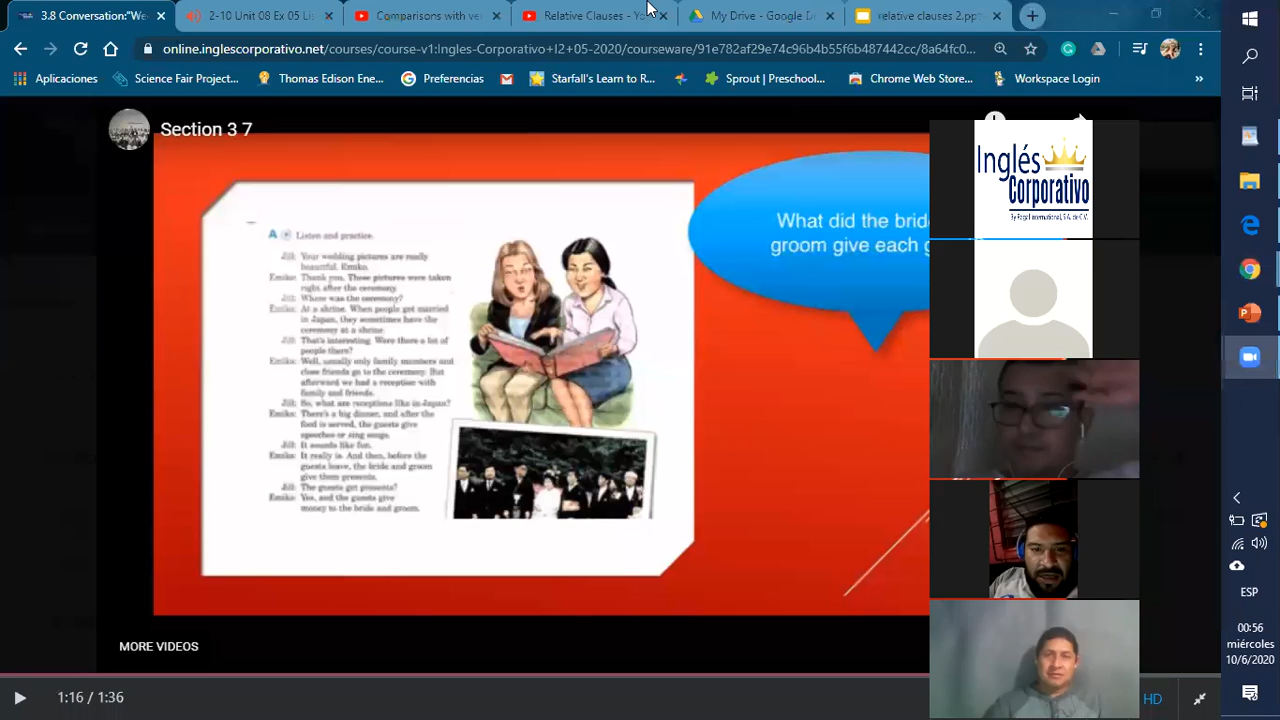 3.8 Conversation:"We
2-10 Unit 08 Ex 05 Lis
Comparisons with ve
Relative Clauses - Yo
My Drive - Google D
relative clauses 2.ppt
online.inglescorporativo.net/courses/course-v1:Ingles-Corporativo+I2+05-2020/courseware/91e782af29e74c96b4b55f6b487442cc/8a64fc0...
Aplicaciones
Science Fair Project...
Thomas Edison Ene...
Preferencias
Starfall's Learn to R...
Sprout | Preschool...
Chrome Web Store...
Workspace Login
»
Section 3 7
What did the brid
groom give each g
A Listen and practice.
Jill: Your wedding pictures are really
beautiful, Emiko.
Emiko: Thank you. Those pictures were taken
right after the ceremony.
Jill: Where was the ceremony?
Emiko: At a shrine. When people get married
in Japan, they sometimes have the
ceremony at a shrine.
Jill: That's interesting. Were there a lot of
people there?
Emiko: Well, usually only family members and
close friends go to the ceremony. But
afterward we had a reception with
family and friends.
Jill: So, what are receptions like in Japan?
Emiko: There's a big dinner, and after the
food is served, the guests give
speeches or sing songs.
Jill: It sounds like fun.
Emiko: It really is. And then, before the
guests leave, the bride and groom
give them presents.
Jill: The guests get presents?
Emiko: Yes, and the guests give
money to the bride and groom.
MORE VIDEOS
1:16 / 1:36
HD
Inglés
Corporativo
ESP
00:56
miércoles
10/6/2020